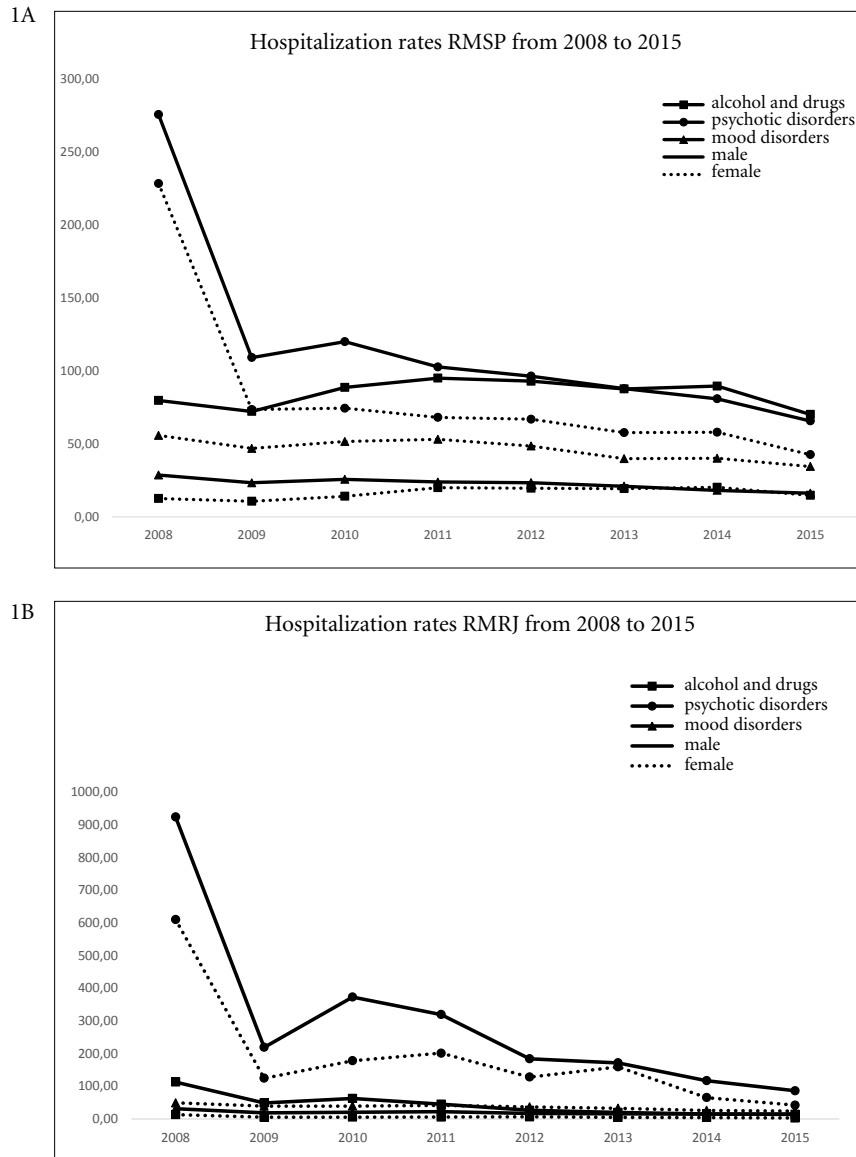 1A
Hospitalization rates RMSP from 2008 to 2015
300,00
250,00
200,00
150,00
100,00
50,00
0,00
alcohol and drugs
psychotic disorders
mood disorders
male
female
2008 2009 2010 2011 2012 2013 2014 2015
1B
Hospitalization rates RMRJ from 2008 to 2015
alcohol and drugs
psychotic disorders
mood disorders
male
female
1000,00
900,00
800,00
700,00
600,00
500,00
400,00
300,00
200,00
100,00
0,00
2008 2009 2010 2011 2012 2013 2014 2015